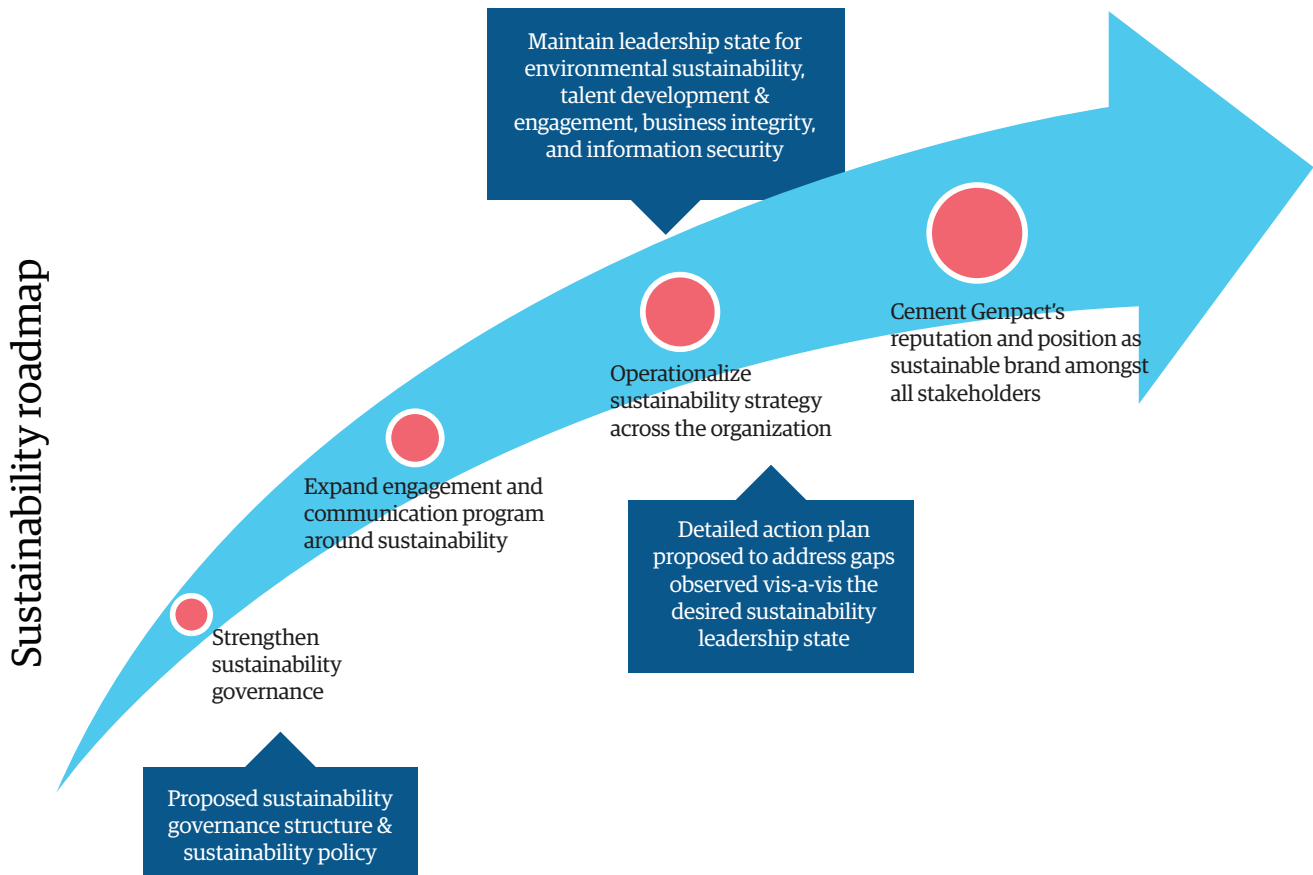 Sustainability roadmap
Maintain leadership state for
environmental sustainability,
talent development &
engagement, business integrity,
and information security
Cement Genpact's
reputation and position as
sustainable brand amongst
all stakeholders
Operationalize
sustainability strategy
across the organization
Expand engagement and
communication program
around sustainability
Detailed action plan
proposed to address gaps
observed vis-a-vis the
desired sustainability
leadership state
Strengthen
sustainability
governance
Proposed sustainability
governance structure &
sustainability policy